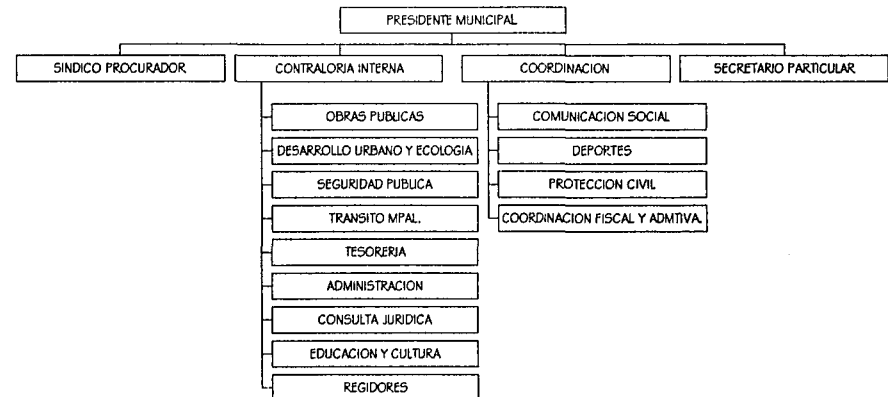 PRESIDENTE MUNICIPAL
SINDICO PROCURADOR
CONTRALORIA INTERNA
COORDINACION
SECRETARIO PARTICULAR
OBRAS PUBLICAS
DESARROLLO URBANO Y ECOLOGIA
SEGURIDAD PUBLICA
TRANSITO MPAL.
TESORERIA
ADMINISTRACION
CONSULTA JURIDICA
EDUCACION Y CULTURA
REGIDORES
COMUNICACION SOCIAL
DEPORTES
PROTECCION CIVIL
COORDINACION FISCAL Y ADMTIVA.